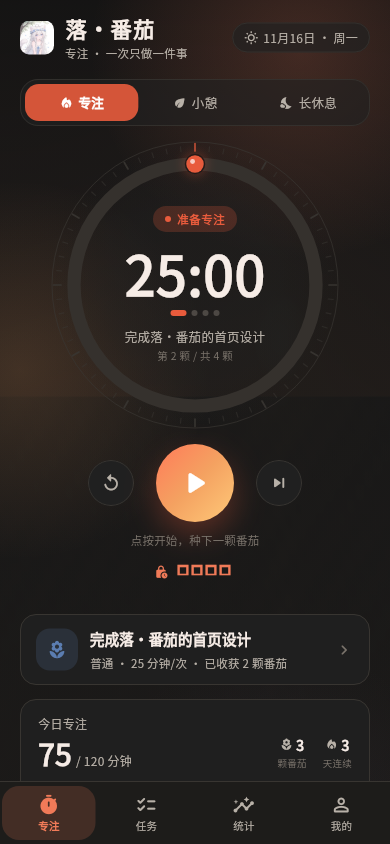 落·番茄
专注 · 一次只做一件事
11月16日 · 周一
专注
小憩
长休息
准备专注
25:00
完成落·番茄的首页设计
第 2 颗 / 共 4 颗
点按开始，种下一颗番茄
完成落·番茄的首页设计
普通 · 25 分钟/次 · 已收获 2 颗番茄
今日专注
75 / 120 分钟
3
颗番茄
3
天连续
专注
任务
统计
我的